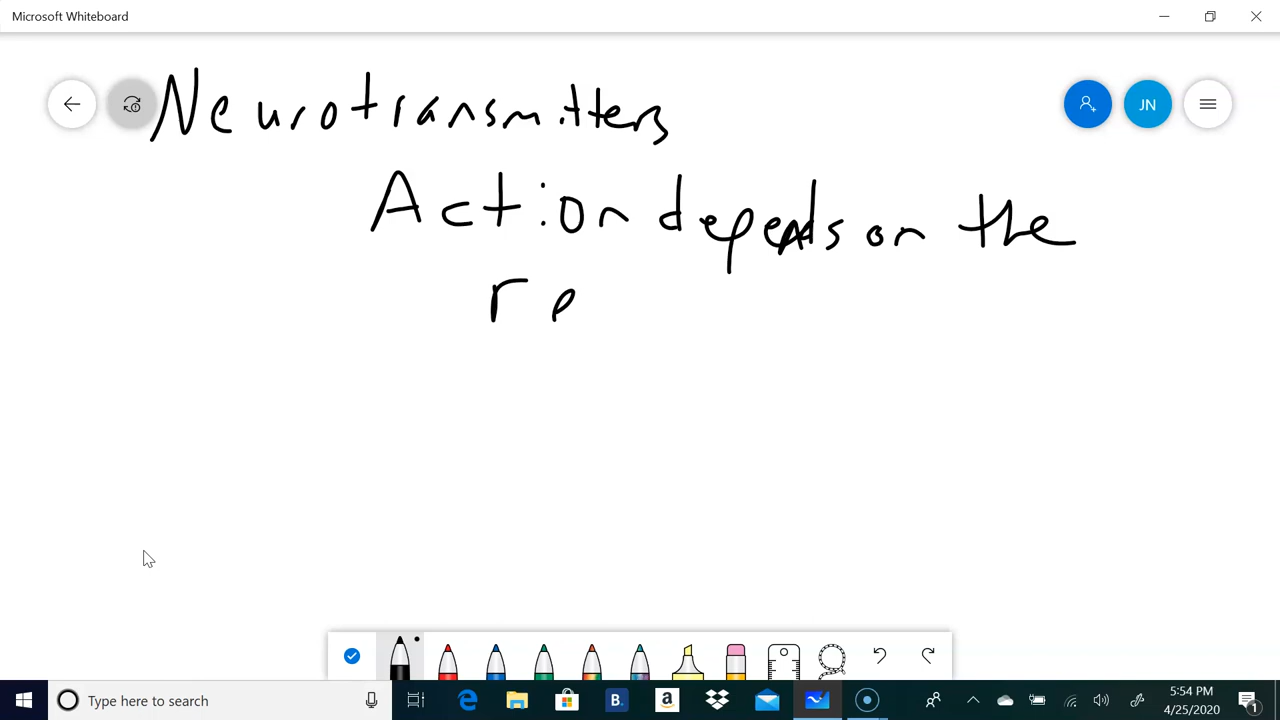 Microsoft Whiteboard
Neurotransmitters
JN
Action depends on the
re
Type here to search
5:54 PM
4/25/2020
1